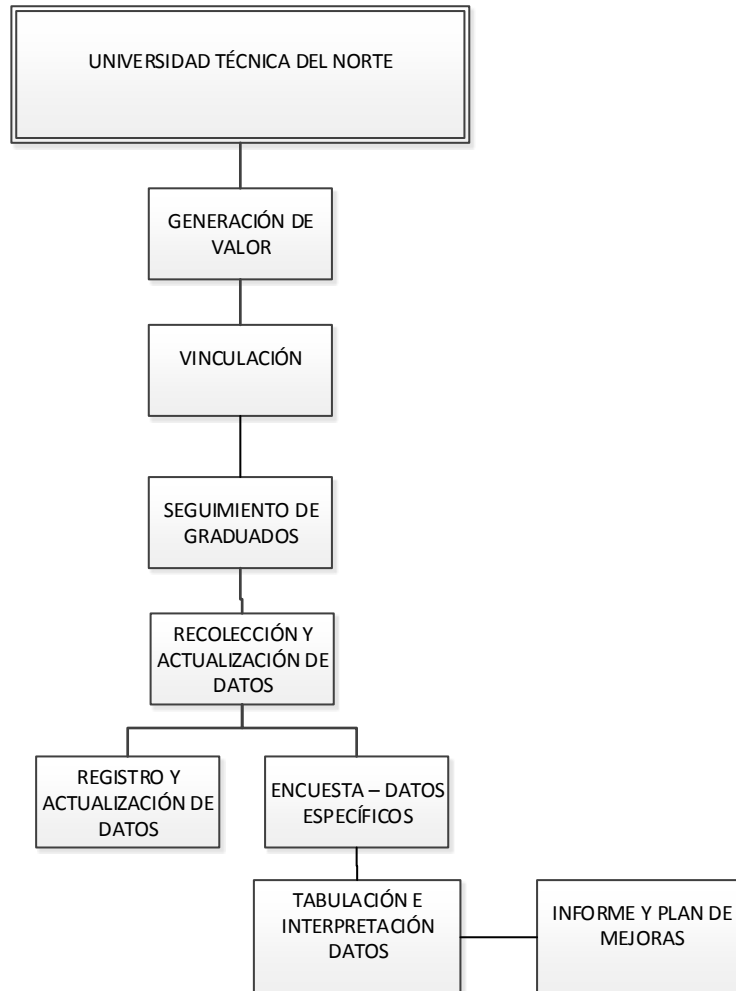 UNIVERSIDAD TÉCNICA DEL NORTE
GENERACIÓN DE
VALOR
VINCULACIÓN
SEGUIMIENTO DE
GRADUADOS
RECOLECCIÓN Y
ACTUALIZACIÓN DE
DATOS
REGISTRO Y
ACTUALIZACIÓN DE
DATOS
ENCUESTA – DATOS
ESPECÍFICOS
TABULACIÓN E
INTERPRETACIÓN
DATOS
INFORME Y PLAN DE
MEJORAS